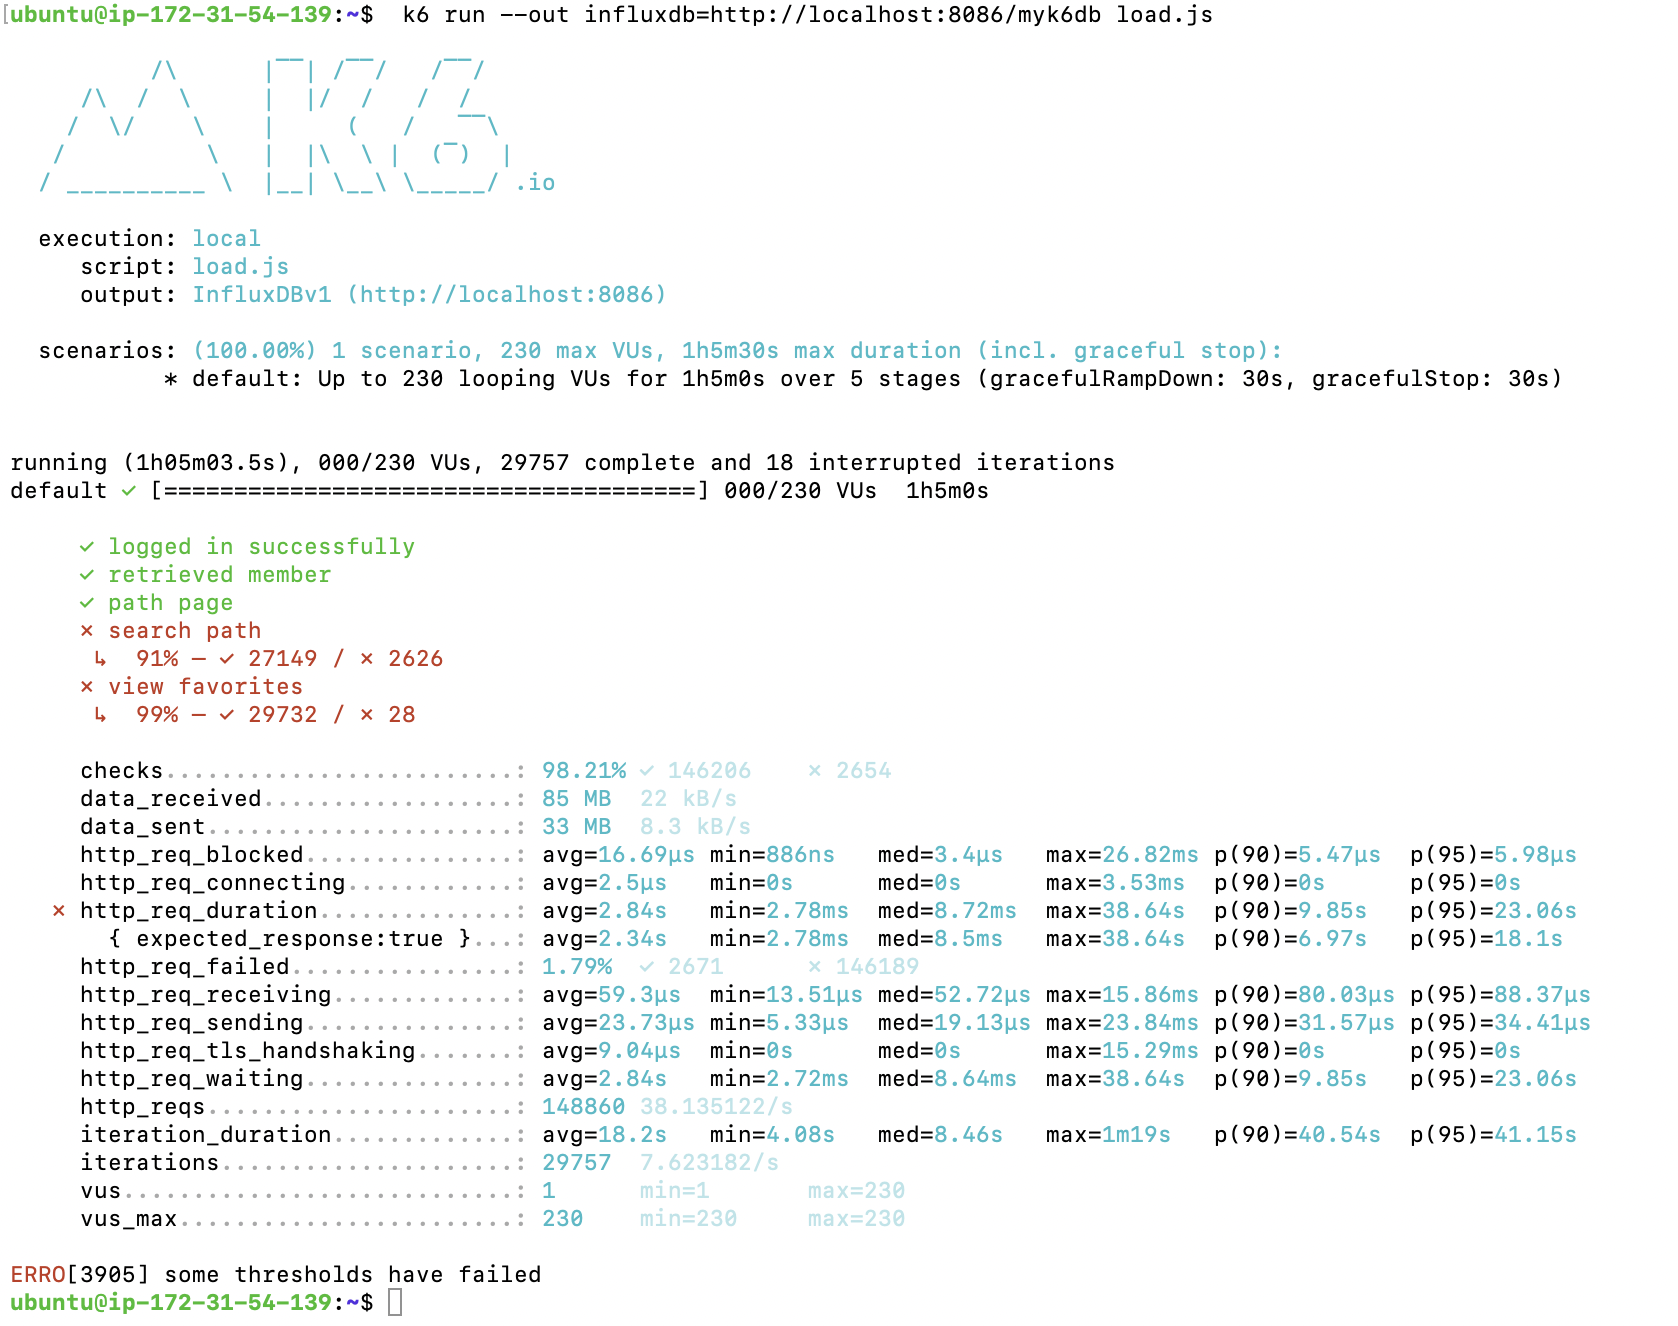 [ubuntu@ip-172-31-54-139:~$  k6 run --out influxdb=http://localhost:8086/myk6db load.js
          /\      |‾‾| /‾‾/   /‾‾/
     /\  /  \     |  |/  /   /  /
    /  \/    \    |     (   /   ‾‾\
   /          \   |  |\  \ |  (‾)  |
  / __________ \  |__| \__\ \_____/ .io
  execution: local
     script: load.js
     output: InfluxDBv1 (http://localhost:8086)
  scenarios: (100.00%) 1 scenario, 230 max VUs, 1h5m30s max duration (incl. graceful stop):
           * default: Up to 230 looping VUs for 1h5m0s over 5 stages (gracefulRampDown: 30s, gracefulStop: 30s)
running (1h05m03.5s), 000/230 VUs, 29757 complete and 18 interrupted iterations
default ✓ [======================================] 000/230 VUs  1h5m0s
     ✓ logged in successfully
     ✓ retrieved member
     ✓ path page
     ✗ search path
      ↳  91% — ✓ 27149 / ✗ 2626
     ✗ view favorites
      ↳  99% — ✓ 29732 / ✗ 28
     checks.........................: 98.21% ✓ 146206    ✗ 2654
     data_received..................: 85 MB  22 kB/s
     data_sent......................: 33 MB  8.3 kB/s
     http_req_blocked...............: avg=16.69µs min=886ns   med=3.4µs   max=26.82ms p(90)=5.47µs  p(95)=5.98µs
     http_req_connecting............: avg=2.5µs   min=0s      med=0s      max=3.53ms  p(90)=0s      p(95)=0s
   ✗ http_req_duration..............: avg=2.84s   min=2.78ms  med=8.72ms  max=38.64s  p(90)=9.85s   p(95)=23.06s
       { expected_response:true }...: avg=2.34s   min=2.78ms  med=8.5ms   max=38.64s  p(90)=6.97s   p(95)=18.1s
     http_req_failed................: 1.79%  ✓ 2671      ✗ 146189
     http_req_receiving.............: avg=59.3µs  min=13.51µs med=52.72µs max=15.86ms p(90)=80.03µs p(95)=88.37µs
     http_req_sending...............: avg=23.73µs min=5.33µs  med=19.13µs max=23.84ms p(90)=31.57µs p(95)=34.41µs
     http_req_tls_handshaking.......: avg=9.04µs  min=0s      med=0s      max=15.29ms p(90)=0s      p(95)=0s
     http_req_waiting...............: avg=2.84s   min=2.72ms  med=8.64ms  max=38.64s  p(90)=9.85s   p(95)=23.06s
     http_reqs......................: 148860 38.135122/s
     iteration_duration.............: avg=18.2s   min=4.08s   med=8.46s   max=1m19s   p(90)=40.54s  p(95)=41.15s
     iterations.....................: 29757  7.623182/s
     vus............................: 1      min=1       max=230
     vus_max........................: 230    min=230     max=230
ERRO[3905] some thresholds have failed
ubuntu@ip-172-31-54-139:~$